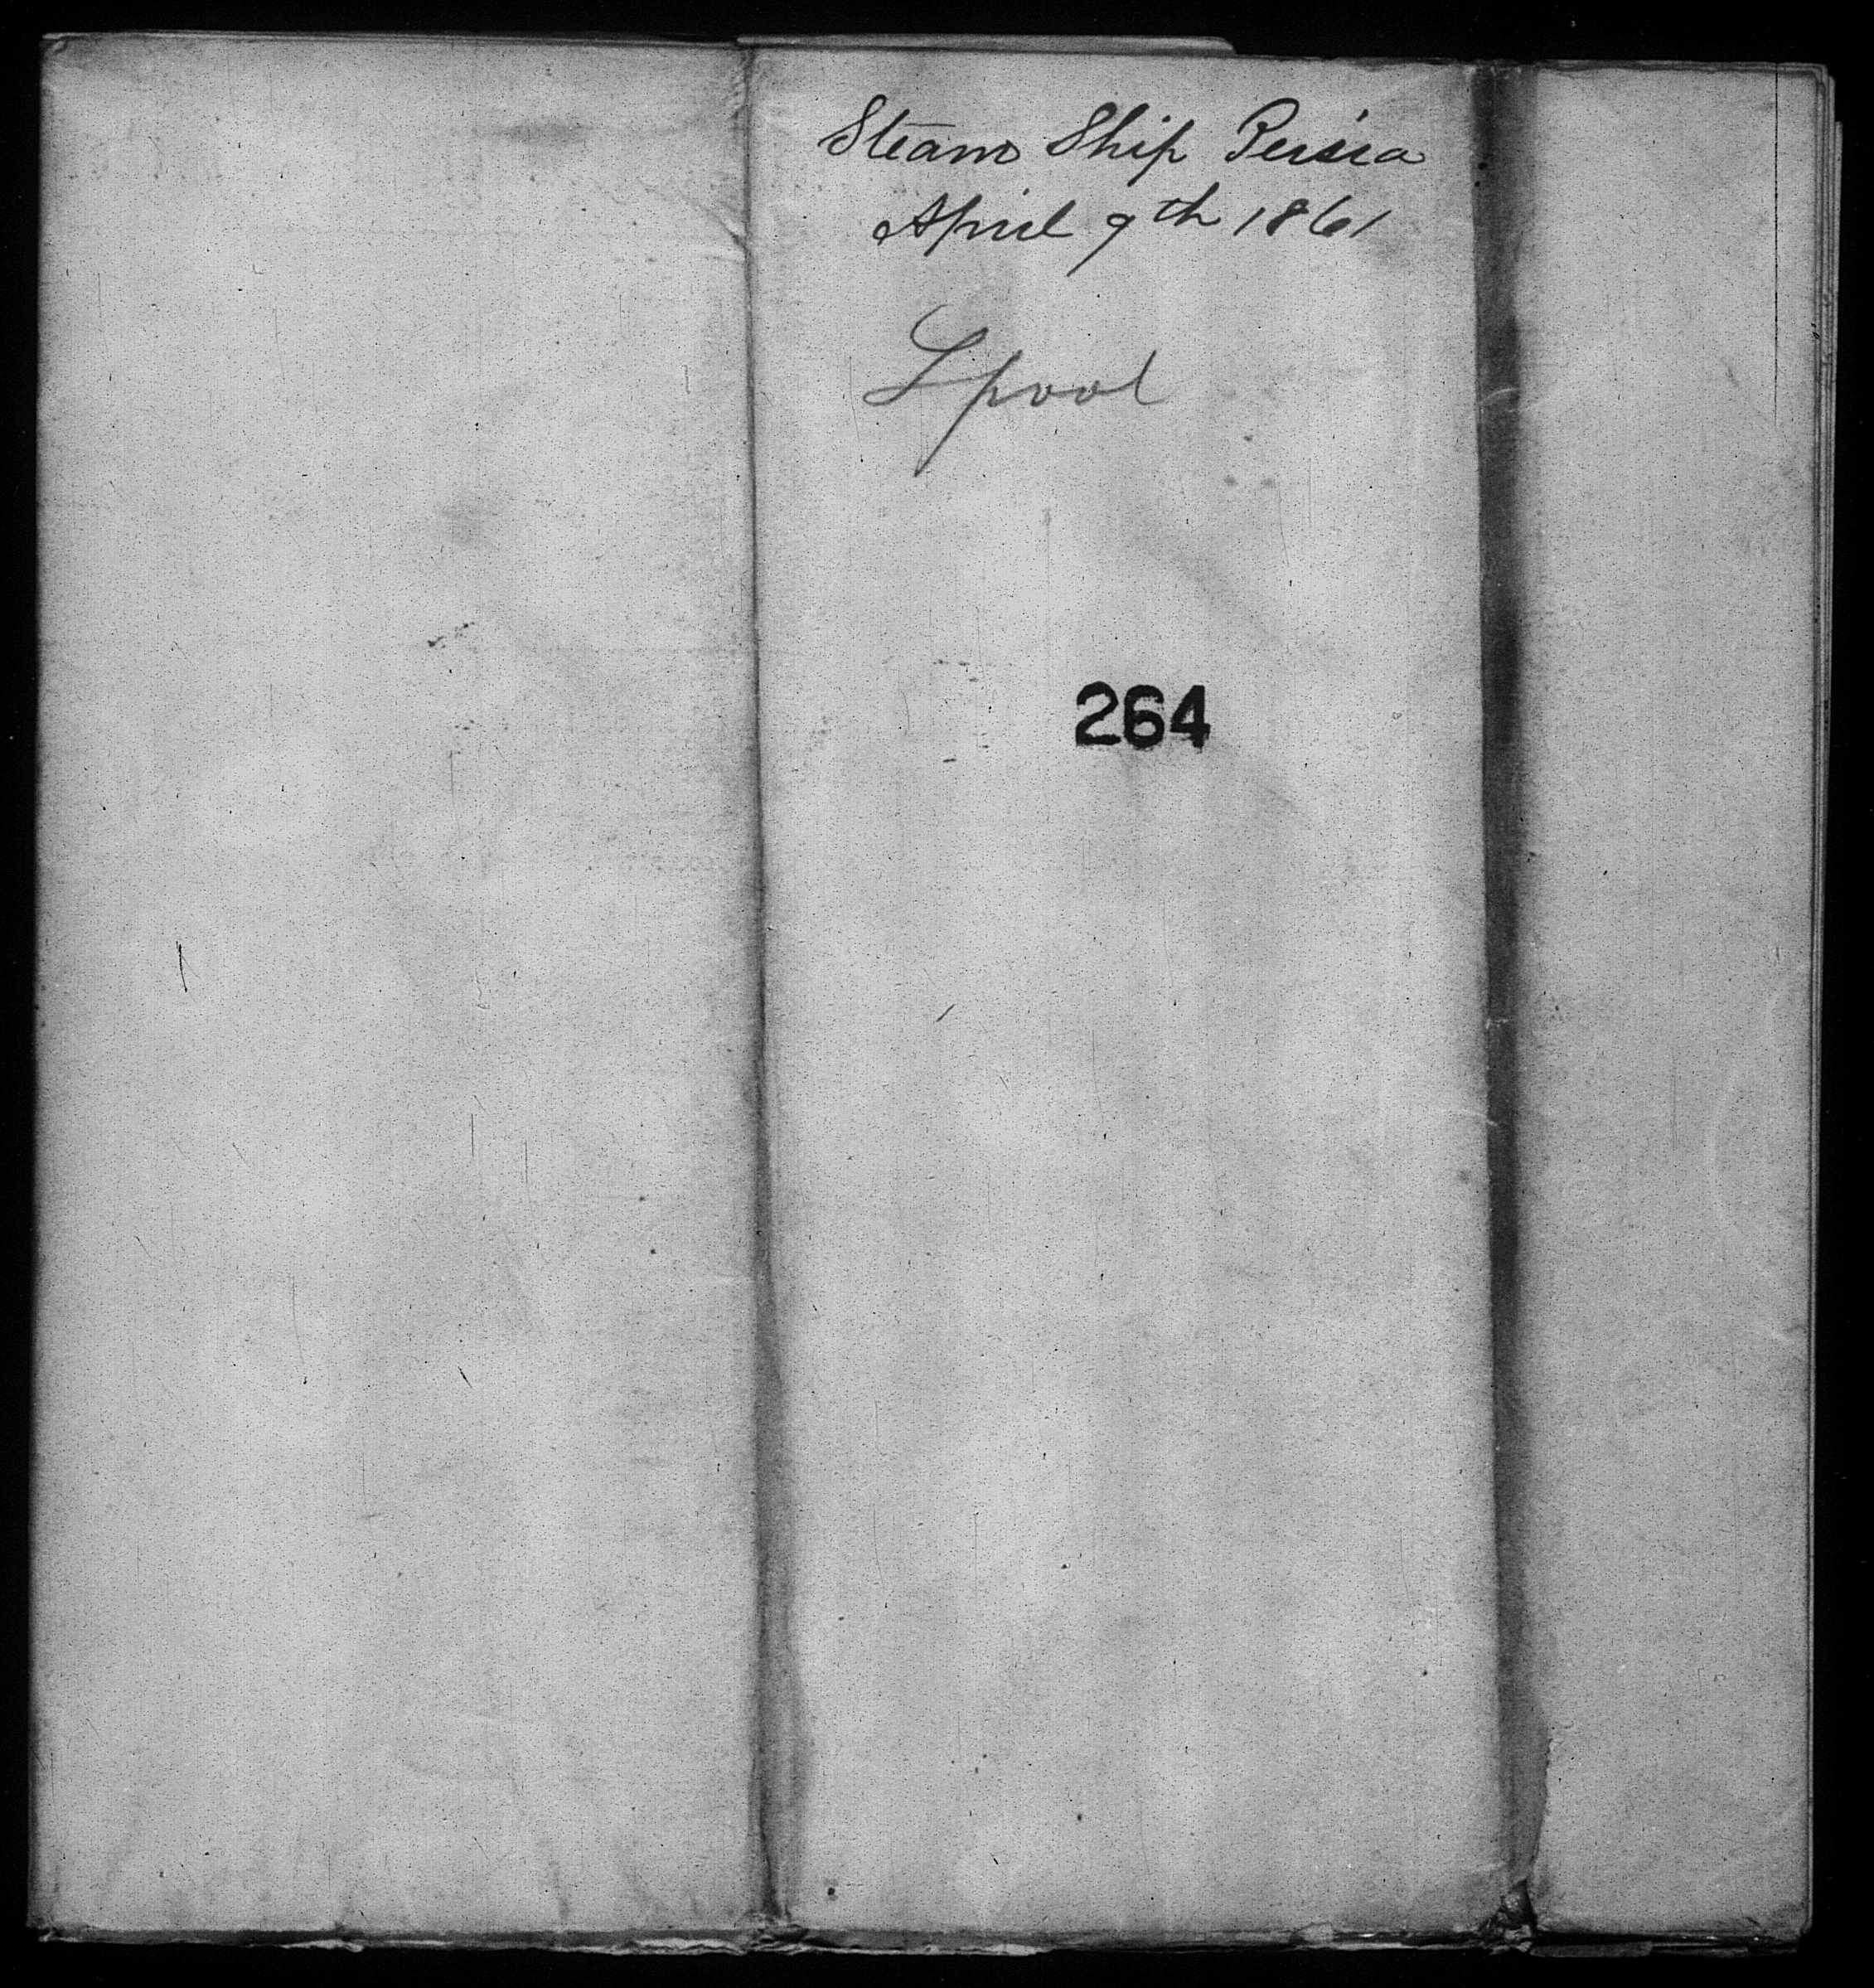 Steam Ship Persia
April 9th 1861
Lpool
264